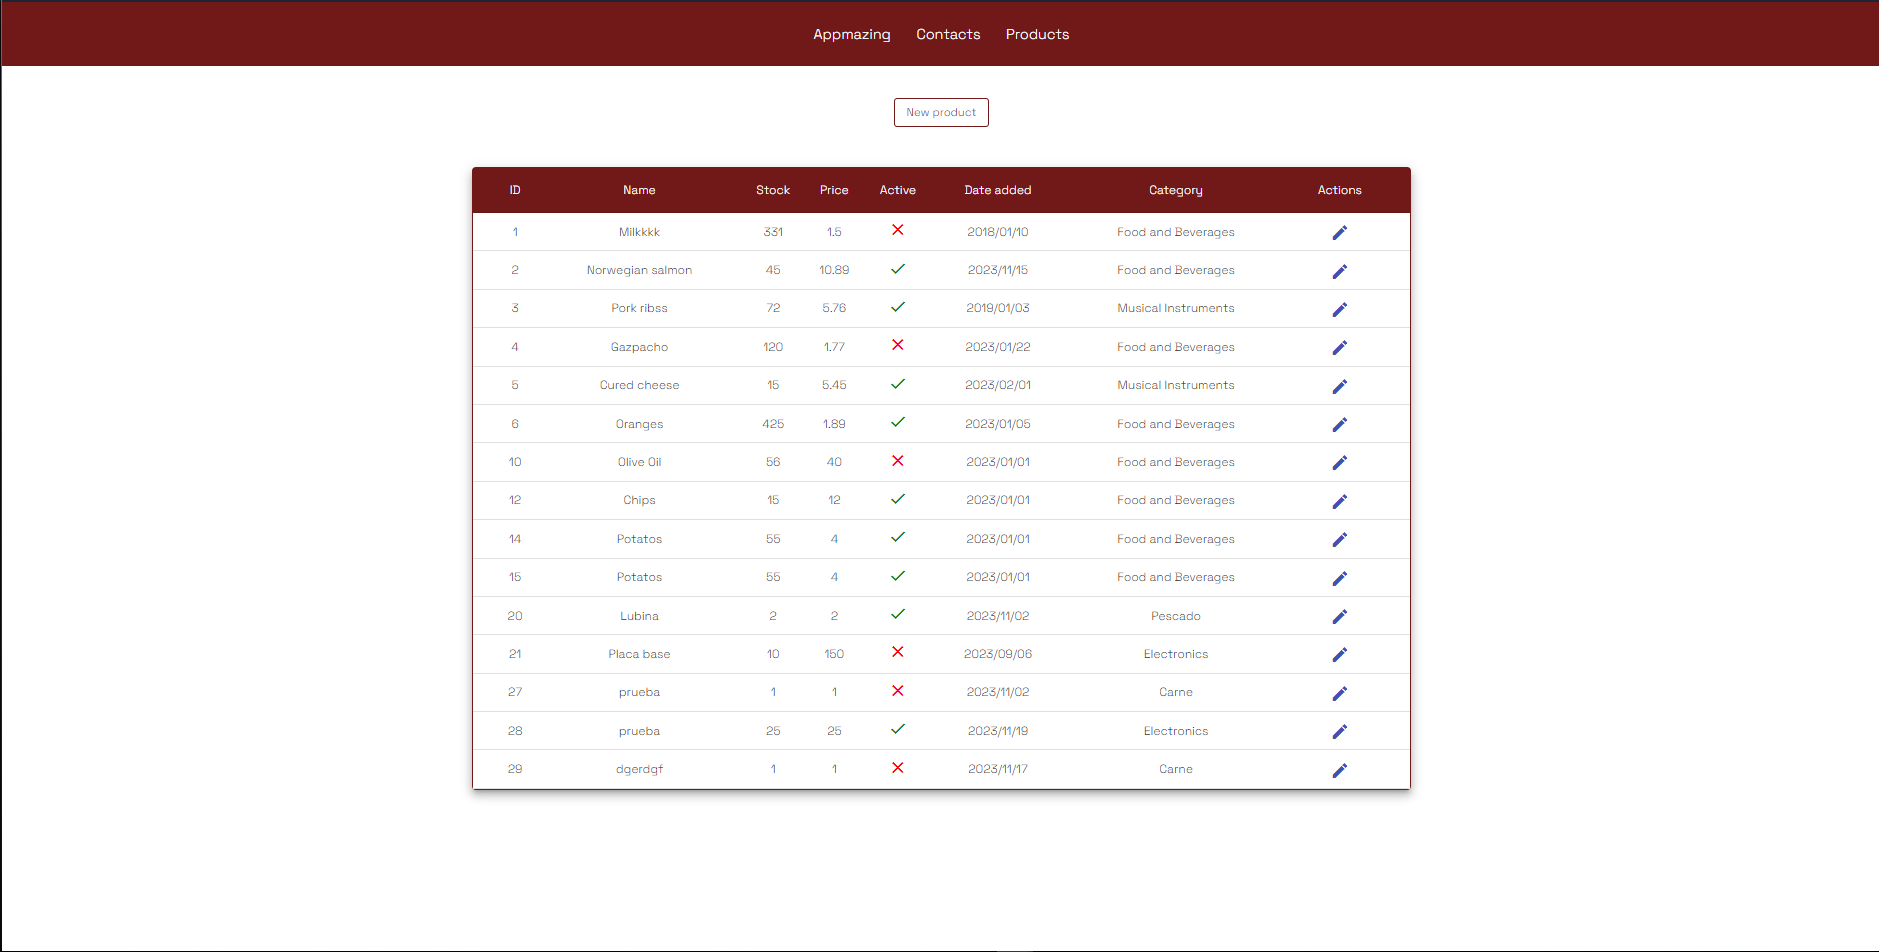 Appmazing Contacts Products
New product
ID Name Stock Price Active Date added Category Actions
1 Milkkkk 331 1.5 2018/01/10 Food and Beverages
2 Norwegian salmon 45 10.89 2023/11/15 Food and Beverages
3 Pork ribss 72 5.76 2019/01/03 Musical Instruments
4 Gazpacho 120 1.77 2023/01/22 Food and Beverages
5 Cured cheese 15 5.45 2023/02/01 Musical Instruments
6 Oranges 425 1.89 2023/01/05 Food and Beverages
10 Olive Oil 56 40 2023/01/01 Food and Beverages
12 Chips 15 12 2023/01/01 Food and Beverages
14 Potatos 55 4 2023/01/01 Food and Beverages
15 Potatos 55 4 2023/01/01 Food and Beverages
20 Lubina 2 2 2023/11/02 Pescado
21 Placa base 10 150 2023/09/06 Electronics
27 prueba 1 1 2023/11/02 Carne
28 prueba 25 25 2023/11/19 Electronics
29 dgerdgf 1 1 2023/11/17 Carne